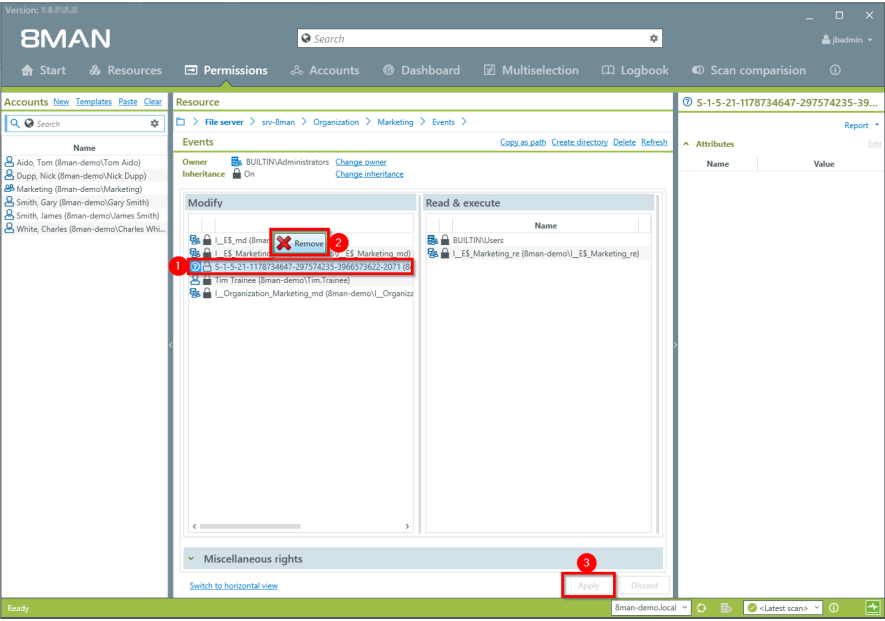 Version:
8MAN
Search
jbadmin
Start
Resources
Permissions
Accounts
Dashboard
Multiselection
Logbook
Scan comparision
Accounts New Templates Paste Clear
Search
Name
Aido, Tom (8man-demo\Tom Aido)
Dupp, Nick (8man-demo\Nick Dupp)
Marketing (8man-demo\Marketing)
Smith, Gary (8man-demo\Gary Smith)
Smith, James (8man-demo\James Smith)
White, Charles (8man-demo\Charles Whi...
Resource
> File server > srv-8man > Organization > Marketing > Events >
Events
Copy as path Create directory Delete Refresh
Owner BUILTIN\Administrators Change owner
Inheritance On Change inheritance
Modify
l__E$_md (8man
Remove
2
l__E$_Marketing
o\l__E$_Marketing_md)
1
S-1-5-21-1178734647-297574235-3966573622-2071 (8
Tim Trainee (8man-demo\Tim.Trainee)
l__Organization_Marketing_md (8man-demo\l__Organiza
Read & execute
Name
BUILTIN\Users
l__E$_Marketing_re (8man-demo\l__E$_Marketing_re)
Miscellaneous rights
3
Switch to horizontal view
Apply
Discard
S-1-5-21-1178734647-297574235-39...
Report
Attributes
Edit
Name Value
Ready
8man-demo.local
<Latest scan>